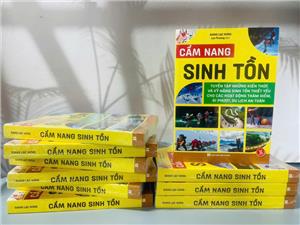 QUANG LẠC HƯNG
CẨM NANG
SINH TỒN
TUYỂN TẬP NHỮNG KIẾN THỨC
VÀ KỸ NĂNG SINH TỒN THIẾT YẾU
CHO CÁC HOẠT ĐỘNG THÁM HIỂM,
ĐI PHƯỢT, DU LỊCH AN TOÀN
CẨM NANG SINH TỒN
CẨM NANG SINH TỒN
CẨM NANG SINH TỒN
CẨM NANG SINH TỒN
CẨM NANG SINH TỒN
CẨM NANG SINH TỒN
CẨM NANG SINH TỒN
CẨM NANG SINH TỒN
CẨM NANG SINH TỒN